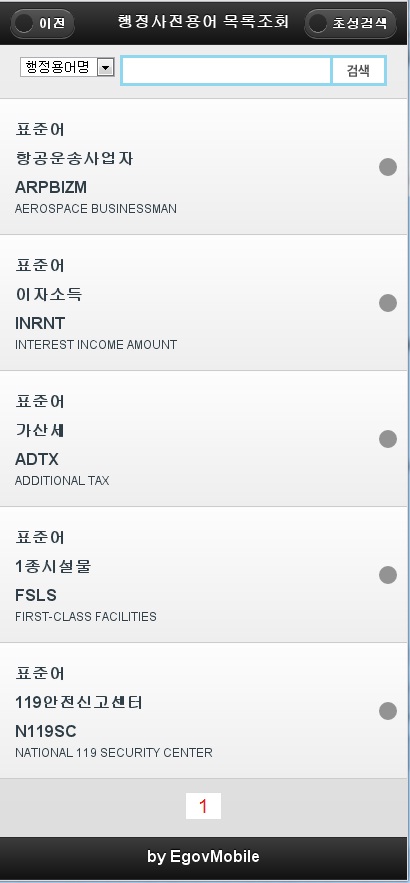 이전 행정사전용어 목록조회 초성검색
행정용어명 검색
표준어
항공운송사업자
ARPBIZM
AEROSPACE BUSINESSMAN
표준어
이자소득
INRNT
INTEREST INCOME AMOUNT
표준어
가산세
ADTX
ADDITIONAL TAX
표준어
1종시설물
FSLS
FIRST-CLASS FACILITIES
표준어
119안전신고센터
N119SC
NATIONAL 119 SECURITY CENTER
1
by EgovMobile